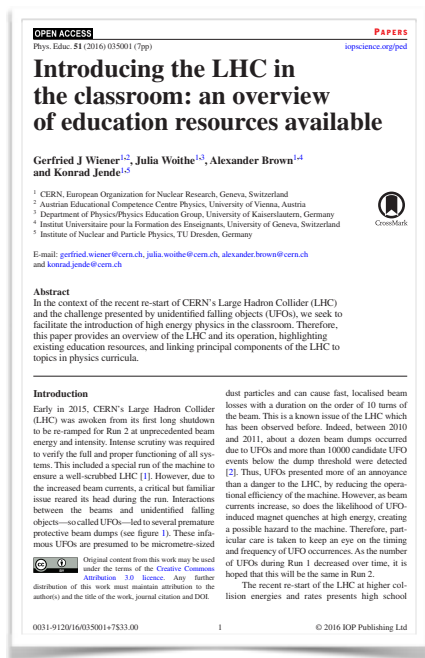 OPEN ACCESS
PAPERS
Phys. Educ. 51 (2016) 035001 (7pp)
iopscience.org/ped
Introducing the LHC in
the classroom: an overview
of education resources available
Gerfried J Wiener1,2, Julia Woithe1,3, Alexander Brown1,4
and Konrad Jende1,5
1 CERN, European Organization for Nuclear Research, Geneva, Switzerland
2 Austrian Educational Competence Centre Physics, University of Vienna, Austria
3 Department of Physics/Physics Education Group, University of Kaiserslautern, Germany
4 Institut Universitaire pour la Formation des Enseignants, University of Geneva, Switzerland
5 Institute of Nuclear and Particle Physics, TU Dresden, Germany
CrossMark
E-mail: gerfried.wiener@cern.ch, julia.woithe@cern.ch, alexander.brown@cern.ch
and konrad.jende@cern.ch
Abstract
In the context of the recent re-start of CERN's Large Hadron Collider (LHC)
and the challenge presented by unidentified falling objects (UFOs), we seek to
facilitate the introduction of high energy physics in the classroom. Therefore,
this paper provides an overview of the LHC and its operation, highlighting
existing education resources, and linking principal components of the LHC to
topics in physics curricula.
Introduction
Early in 2015, CERN's Large Hadron Collider
(LHC) was awoken from its first long shutdown
to be re-ramped for Run 2 at unprecedented beam
energy and intensity. Intense scrutiny was required
to verify the full and proper functioning of all sys-
tems. This included a special run of the machine to
ensure a well-scrubbed LHC [1]. However, due to
the increased beam currents, a critical but familiar
issue reared its head during the run. Interactions
between the beams and unidentified falling
objects—so called UFOs—led to several premature
protective beam dumps (see figure 1). These infa-
mous UFOs are presumed to be micrometre-sized
Original content from this work may be used
under the terms of the Creative Commons
Attribution 3.0 licence. Any further
distribution of this work must maintain attribution to the
author(s) and the title of the work, journal citation and DOI.
dust particles and can cause fast, localised beam
losses with a duration on the order of 10 turns of
the beam. This is a known issue of the LHC which
has been observed before. Indeed, between 2010
and 2011, about a dozen beam dumps occurred
due to UFOs and more than 10000 candidate UFO
events below the dump threshold were detected
[2]. Thus, UFOs presented more of an annoyance
than a danger to the LHC, by reducing the opera-
tional efficiency of the machine. However, as beam
currents increase, so does the likelihood of UFO-
induced magnet quenches at high energy, creating
a possible hazard to the machine. Therefore, part-
icular care is taken to keep an eye on the timing
and frequency of UFO occurrences. As the number
of UFOs during Run 1 decreased over time, it is
hoped that this will be the same in Run 2.
The recent re-start of the LHC at higher col-
lision energies and rates presents high school
0031-9120/16/035001+7$33.00
1
© 2016 IOP Publishing Ltd